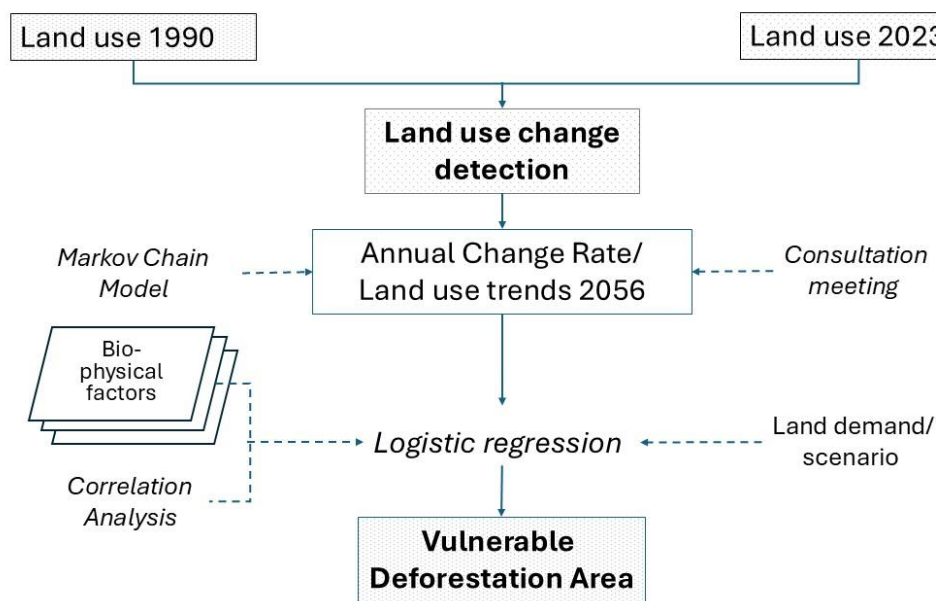 Land use 1990
Land use 2023
Land use change
detection
Markov Chain
Model
Annual Change Rate/
Land use trends 2056
Consultation
meeting
Bio-
physical
factors
Logistic regression
Land demand/
scenario
Correlation
Analysis
Vulnerable
Deforestation Area